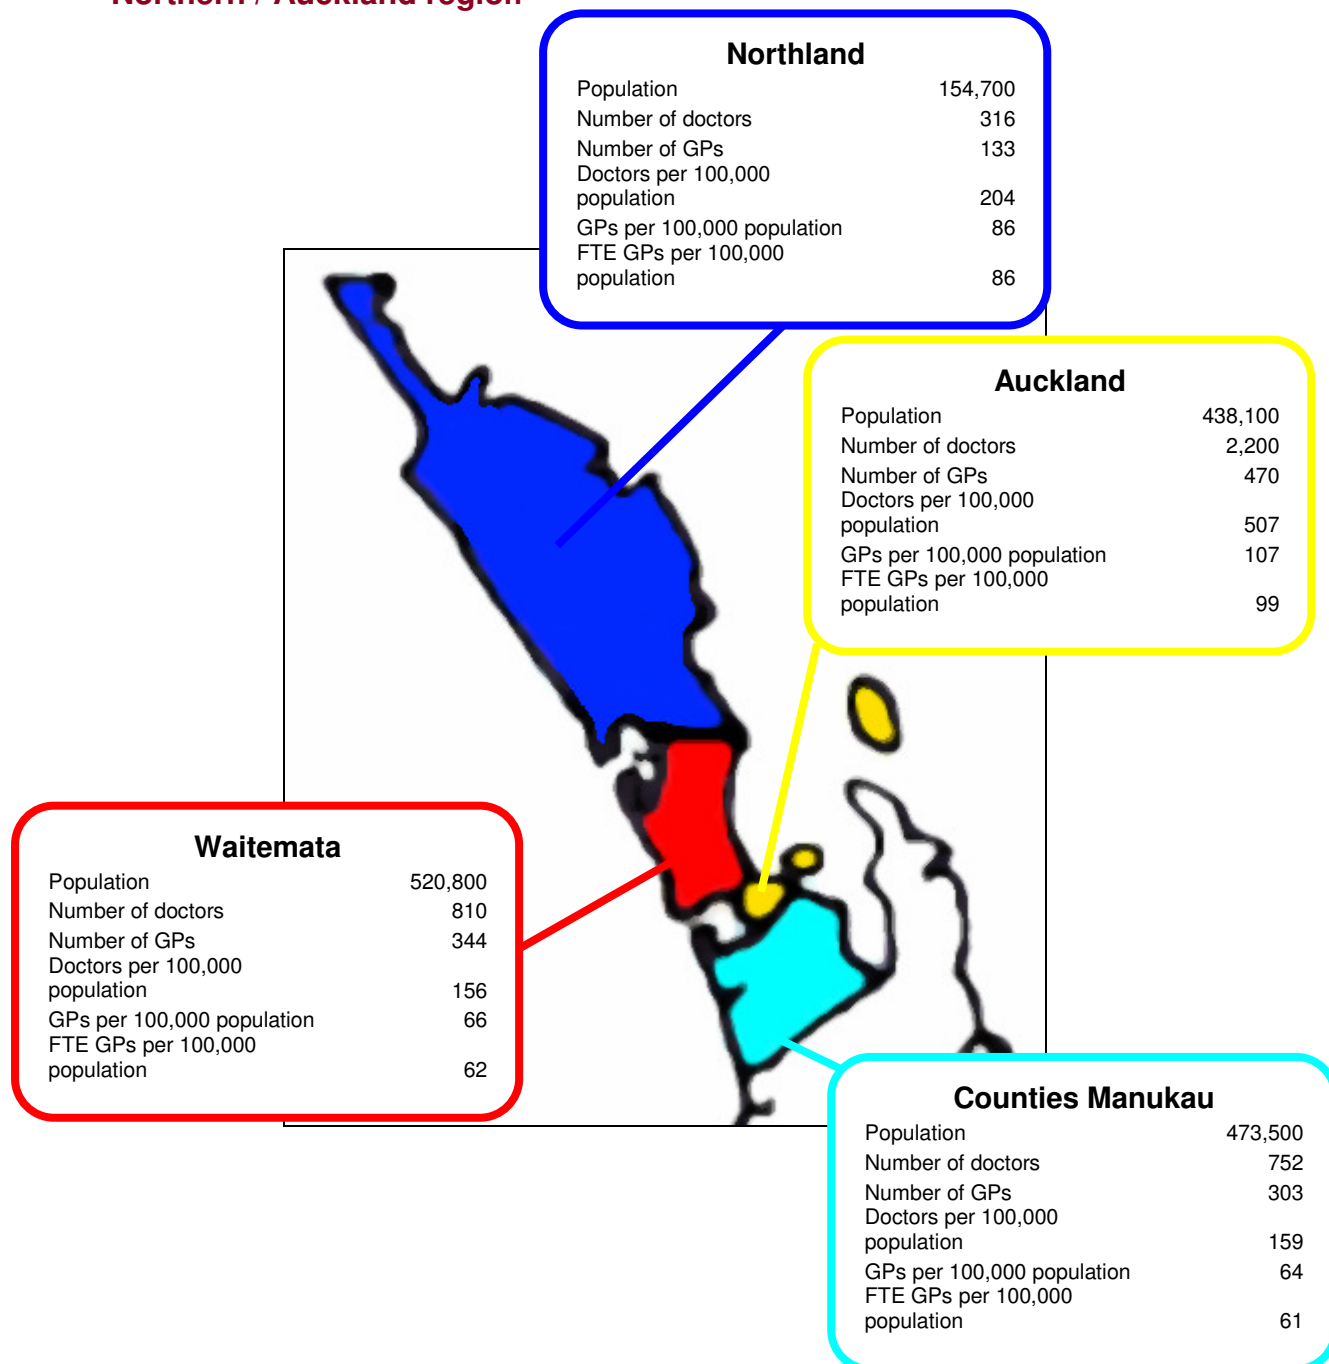 Northern / Auckland region
Northland
Population 154,700
Number of doctors 316
Number of GPs 133
Doctors per 100,000
population 204
GPs per 100,000 population 86
FTE GPs per 100,000
population 86
Auckland
Population 438,100
Number of doctors 2,200
Number of GPs 470
Doctors per 100,000
population 507
GPs per 100,000 population 107
FTE GPs per 100,000
population 99
Waitemata
Population 520,800
Number of doctors 810
Number of GPs 344
Doctors per 100,000
population 156
GPs per 100,000 population 66
FTE GPs per 100,000
population 62
Counties Manukau
Population 473,500
Number of doctors 752
Number of GPs 303
Doctors per 100,000
population 159
GPs per 100,000 population 64
FTE GPs per 100,000
population 61